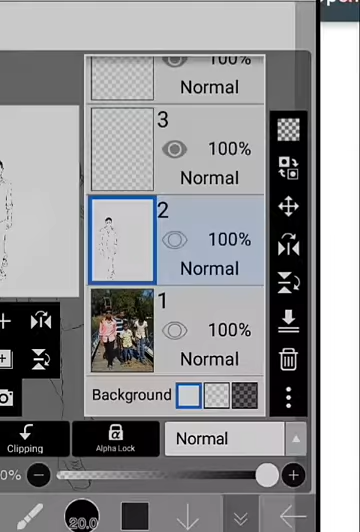 100%
Normal
3
100%
Normal
2
100%
Normal
1
100%
Normal
Background
Clipping
Alpha Lock
Normal
0%
20.0